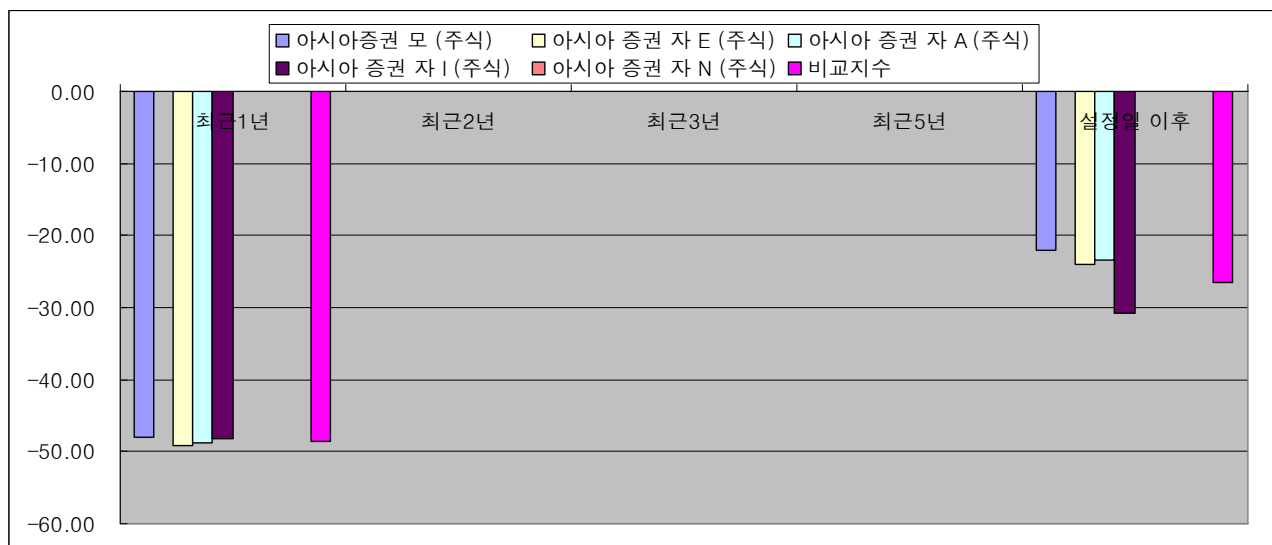 아시아증권 모 (주식) 아시아 증권 자 E (주식) 아시아 증권 자 A (주식)
아시아 증권 자 I (주식) 아시아 증권 자 N (주식) 비교지수
0.00
최근1년 최근2년 최근3년 최근5년 설정일 이후
-10.00
-20.00
-30.00
-40.00
-50.00
-60.00